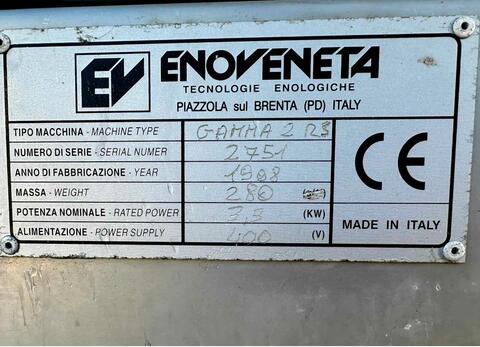 EV ENOVENETA
TECNOLOGIE ENOLOGICHE
PIAZZOLA sul BRENTA (PD) ITALY
TIPO MACCHINA - MACHINE TYPE GAMMA 2 RS
NUMERO DI SERIE - SERIAL NUMER 2751
ANNO DI FABBRICAZIONE - YEAR 1998
MASSA - WEIGHT 280
POTENZA NOMINALE - RATED POWER 3,9 (KW)
ALIMENTAZIONE - POWER SUPPLY 400 (V)
CE
MADE IN ITALY